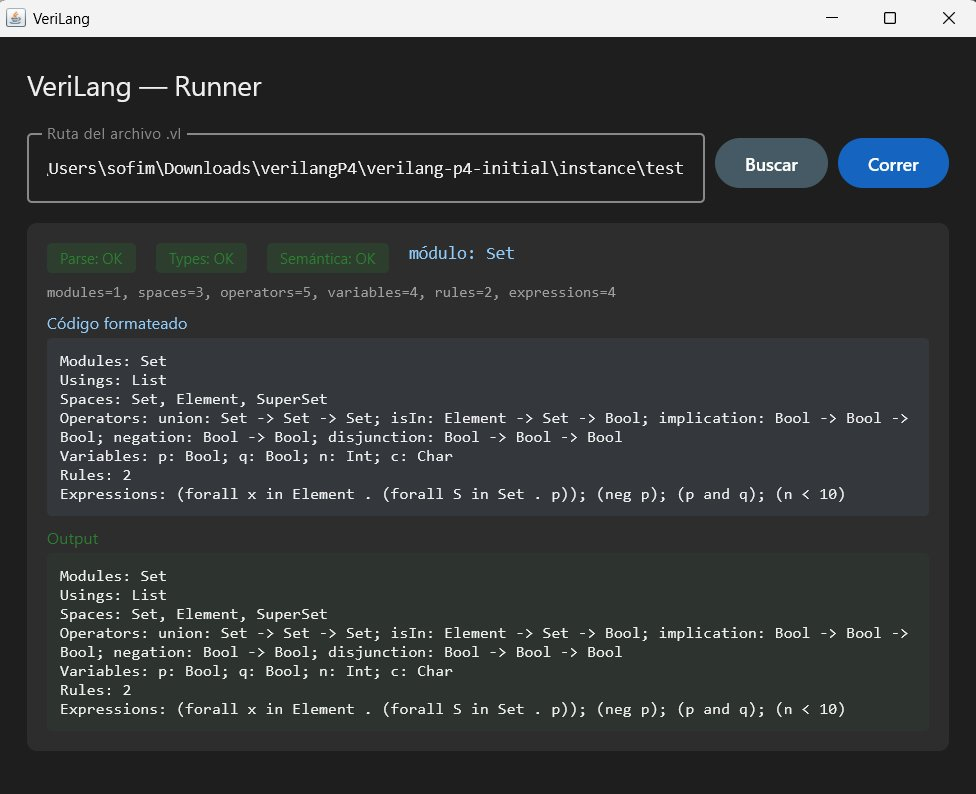 VeriLang
VeriLang — Runner
Ruta del archivo .vl
Users\sofim\Downloads\verilangP4\verilang-p4-initial\instance\test
Buscar
Correr
Parse: OK
Types: OK
Semántica: OK
módulo: Set
modules=1, spaces=3, operators=5, variables=4, rules=2, expressions=4
Código formateado
Modules: Set
Usings: List
Spaces: Set, Element, SuperSet
Operators: union: Set -> Set -> Set; isIn: Element -> Set -> Bool; implication: Bool -> Bool ->
Bool; negation: Bool -> Bool; disjunction: Bool -> Bool -> Bool
Variables: p: Bool; q: Bool; n: Int; c: Char
Rules: 2
Expressions: (forall x in Element . (forall S in Set . p)); (neg p); (p and q); (n < 10)
Output
Modules: Set
Usings: List
Spaces: Set, Element, SuperSet
Operators: union: Set -> Set -> Set; isIn: Element -> Set -> Bool; implication: Bool -> Bool ->
Bool; negation: Bool -> Bool; disjunction: Bool -> Bool -> Bool
Variables: p: Bool; q: Bool; n: Int; c: Char
Rules: 2
Expressions: (forall x in Element . (forall S in Set . p)); (neg p); (p and q); (n < 10)